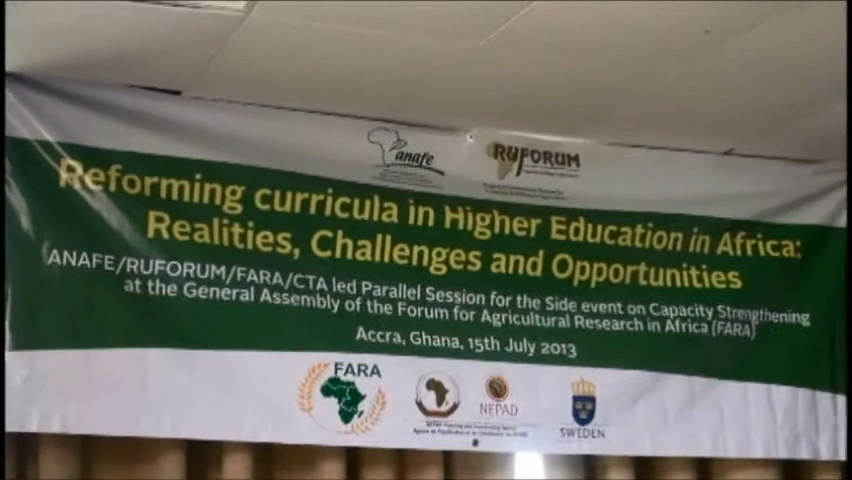 anafe
RUFORUM
Reforming curricula in Higher Education in Africa:
Realities, Challenges and Opportunities
ANAFE/RUFORUM/FARA/CTA led Parallel Session for the Side event on Capacity Strengthening
at the General Assembly of the Forum for Agricultural Research in Africa (FARA)
Accra, Ghana, 15th July 2013
FARA
NEPAD
SWEDEN